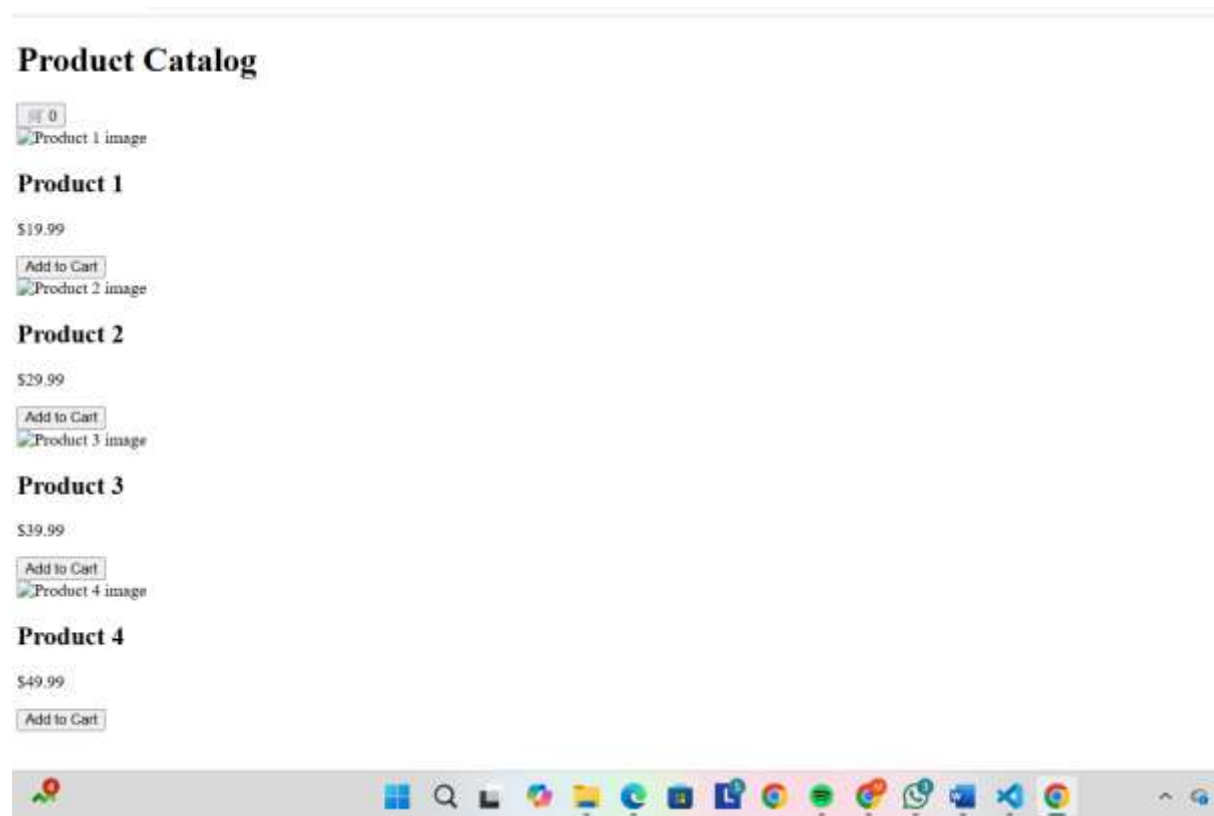 Product Catalog
0
Product 1 image
Product 1
$19.99
Add to Cart
Product 2 image
Product 2
$29.99
Add to Cart
Product 3 image
Product 3
$39.99
Add to Cart
Product 4 image
Product 4
$49.99
Add to Cart